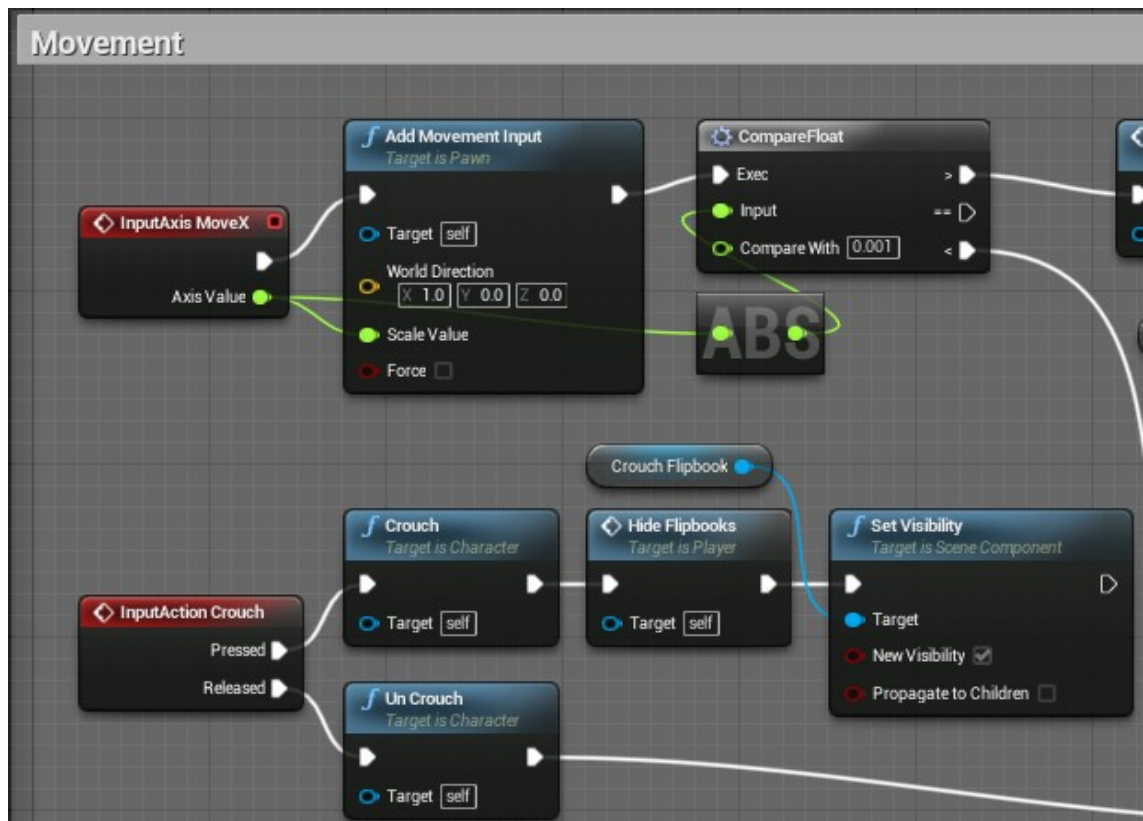 Movement
InputAxis MoveX
Axis Value
Add Movement Input
Target is Pawn
Target self
World Direction
X 1.0 Y 0.0 Z 0.0
Scale Value
Force
CompareFloat
Exec >
Input ==
Compare With 0.001 <
ABS
Crouch Flipbook
InputAction Crouch
Pressed
Released
Crouch
Target is Character
Target self
Hide Flipbooks
Target is Player
Target self
Set Visibility
Target is Scene Component
Target
New Visibility
Propagate to Children
Un Crouch
Target is Character
Target self